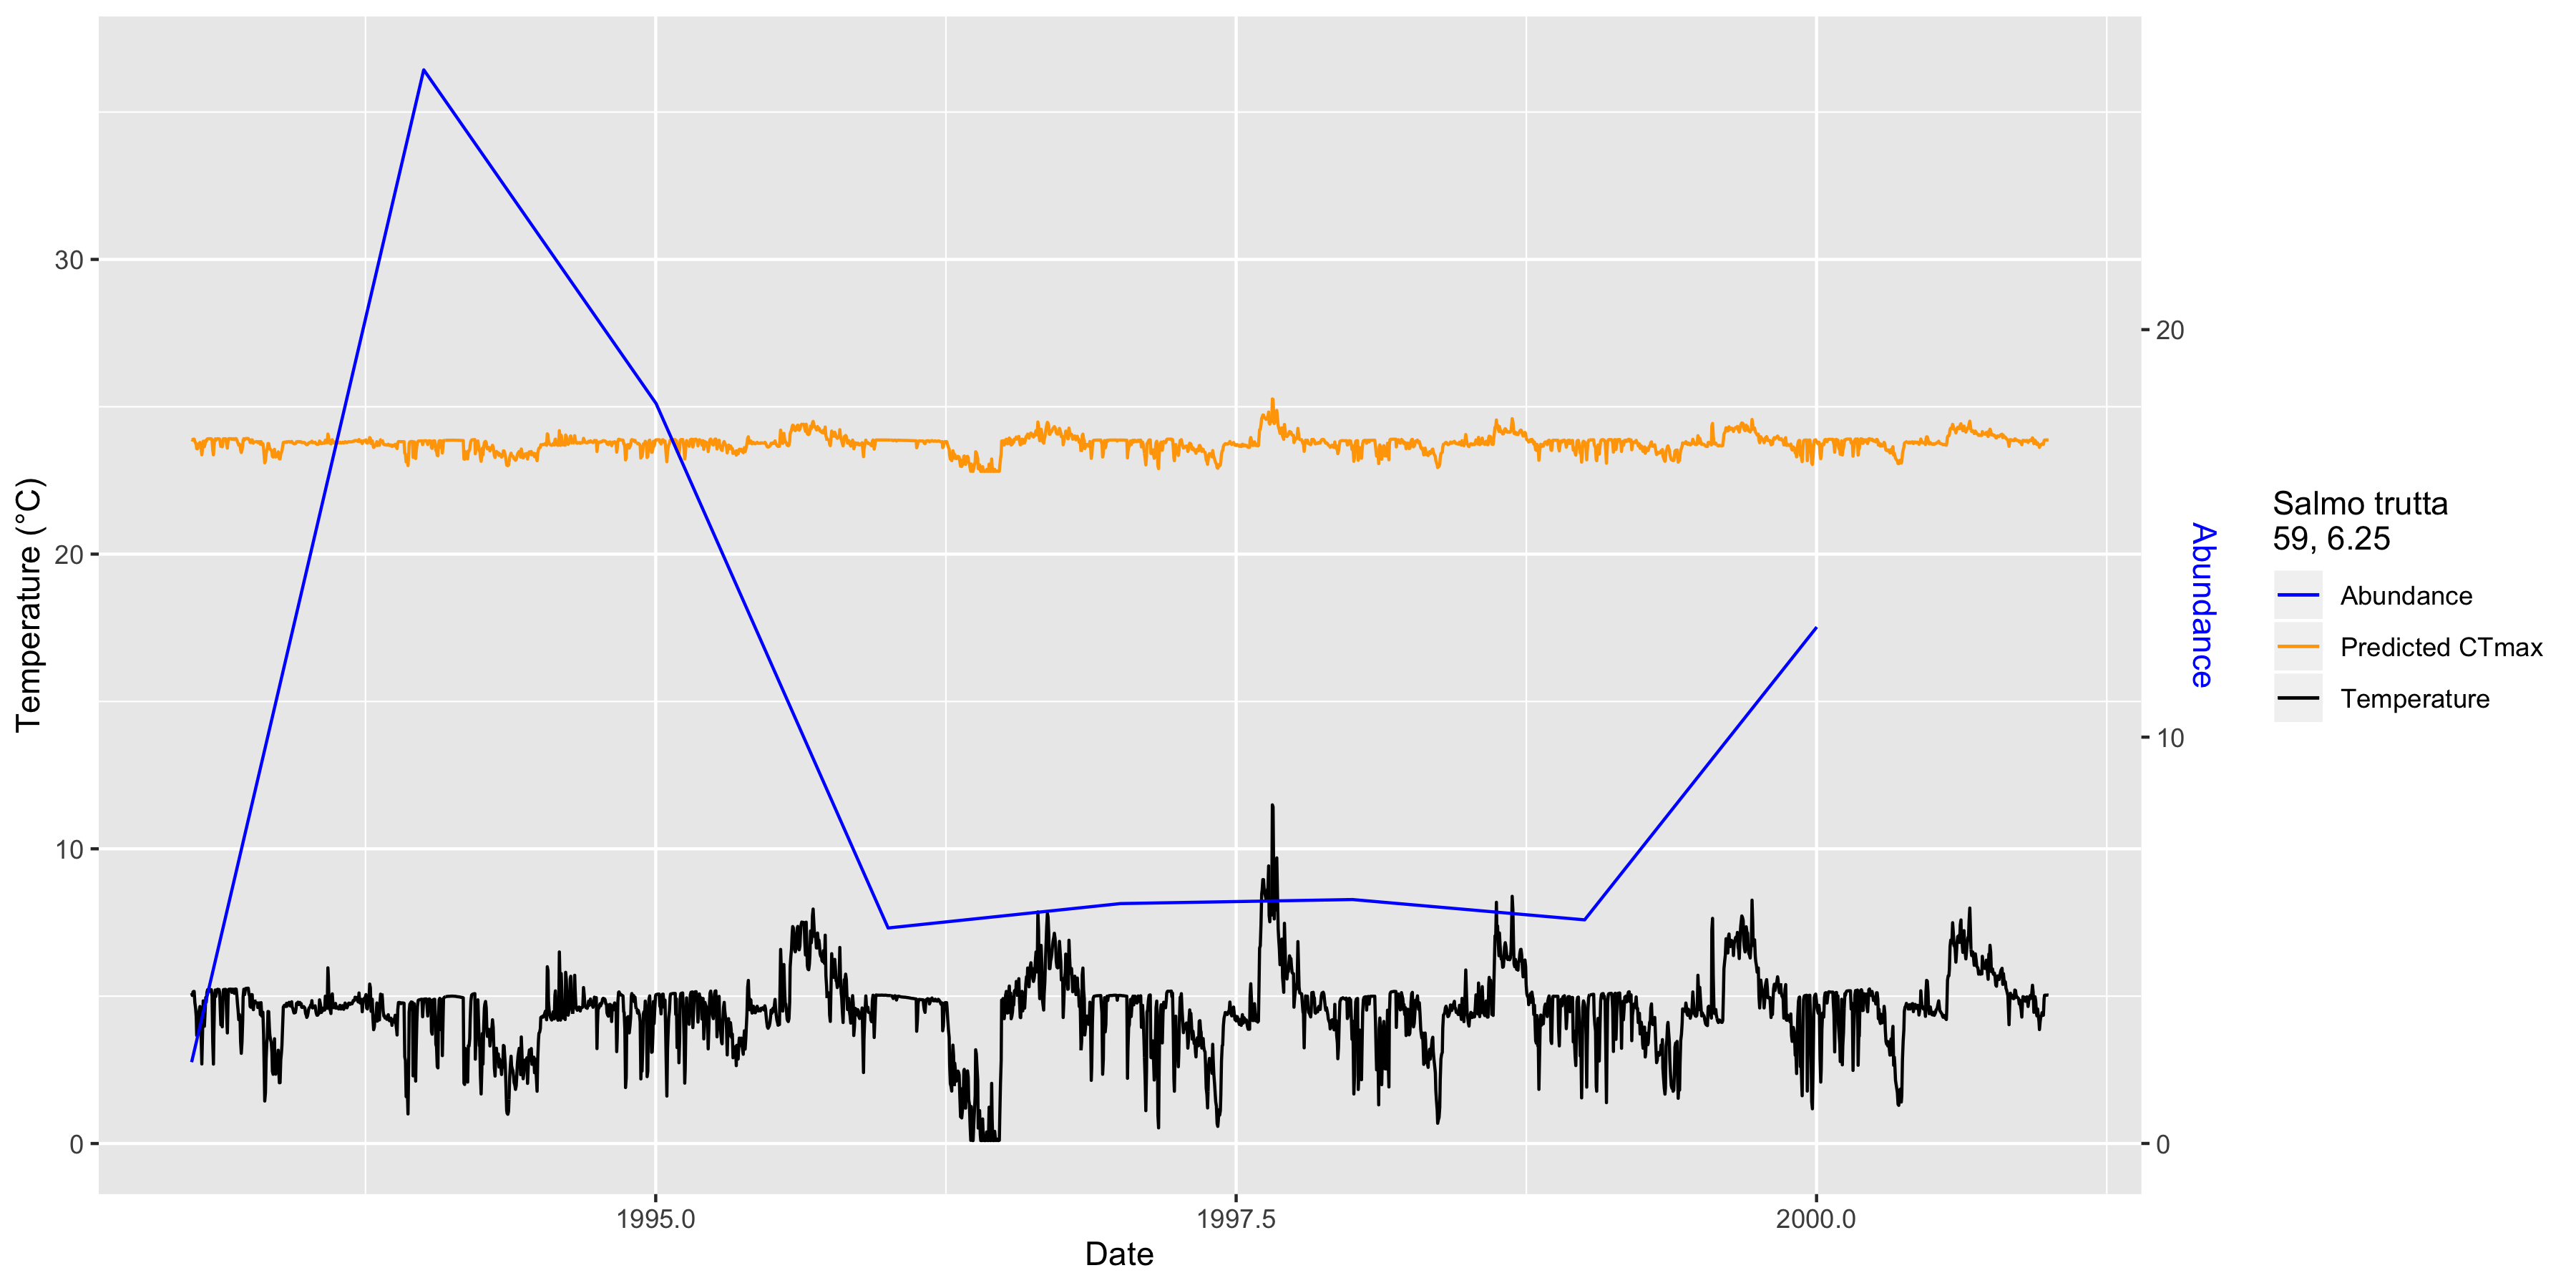 Temperature (°C)
30
20
10
0
1995.0
1997.5
2000.0
Date
20
10
0
Abundance
Salmo trutta
59, 6.25
Abundance
Predicted CTmax
Temperature